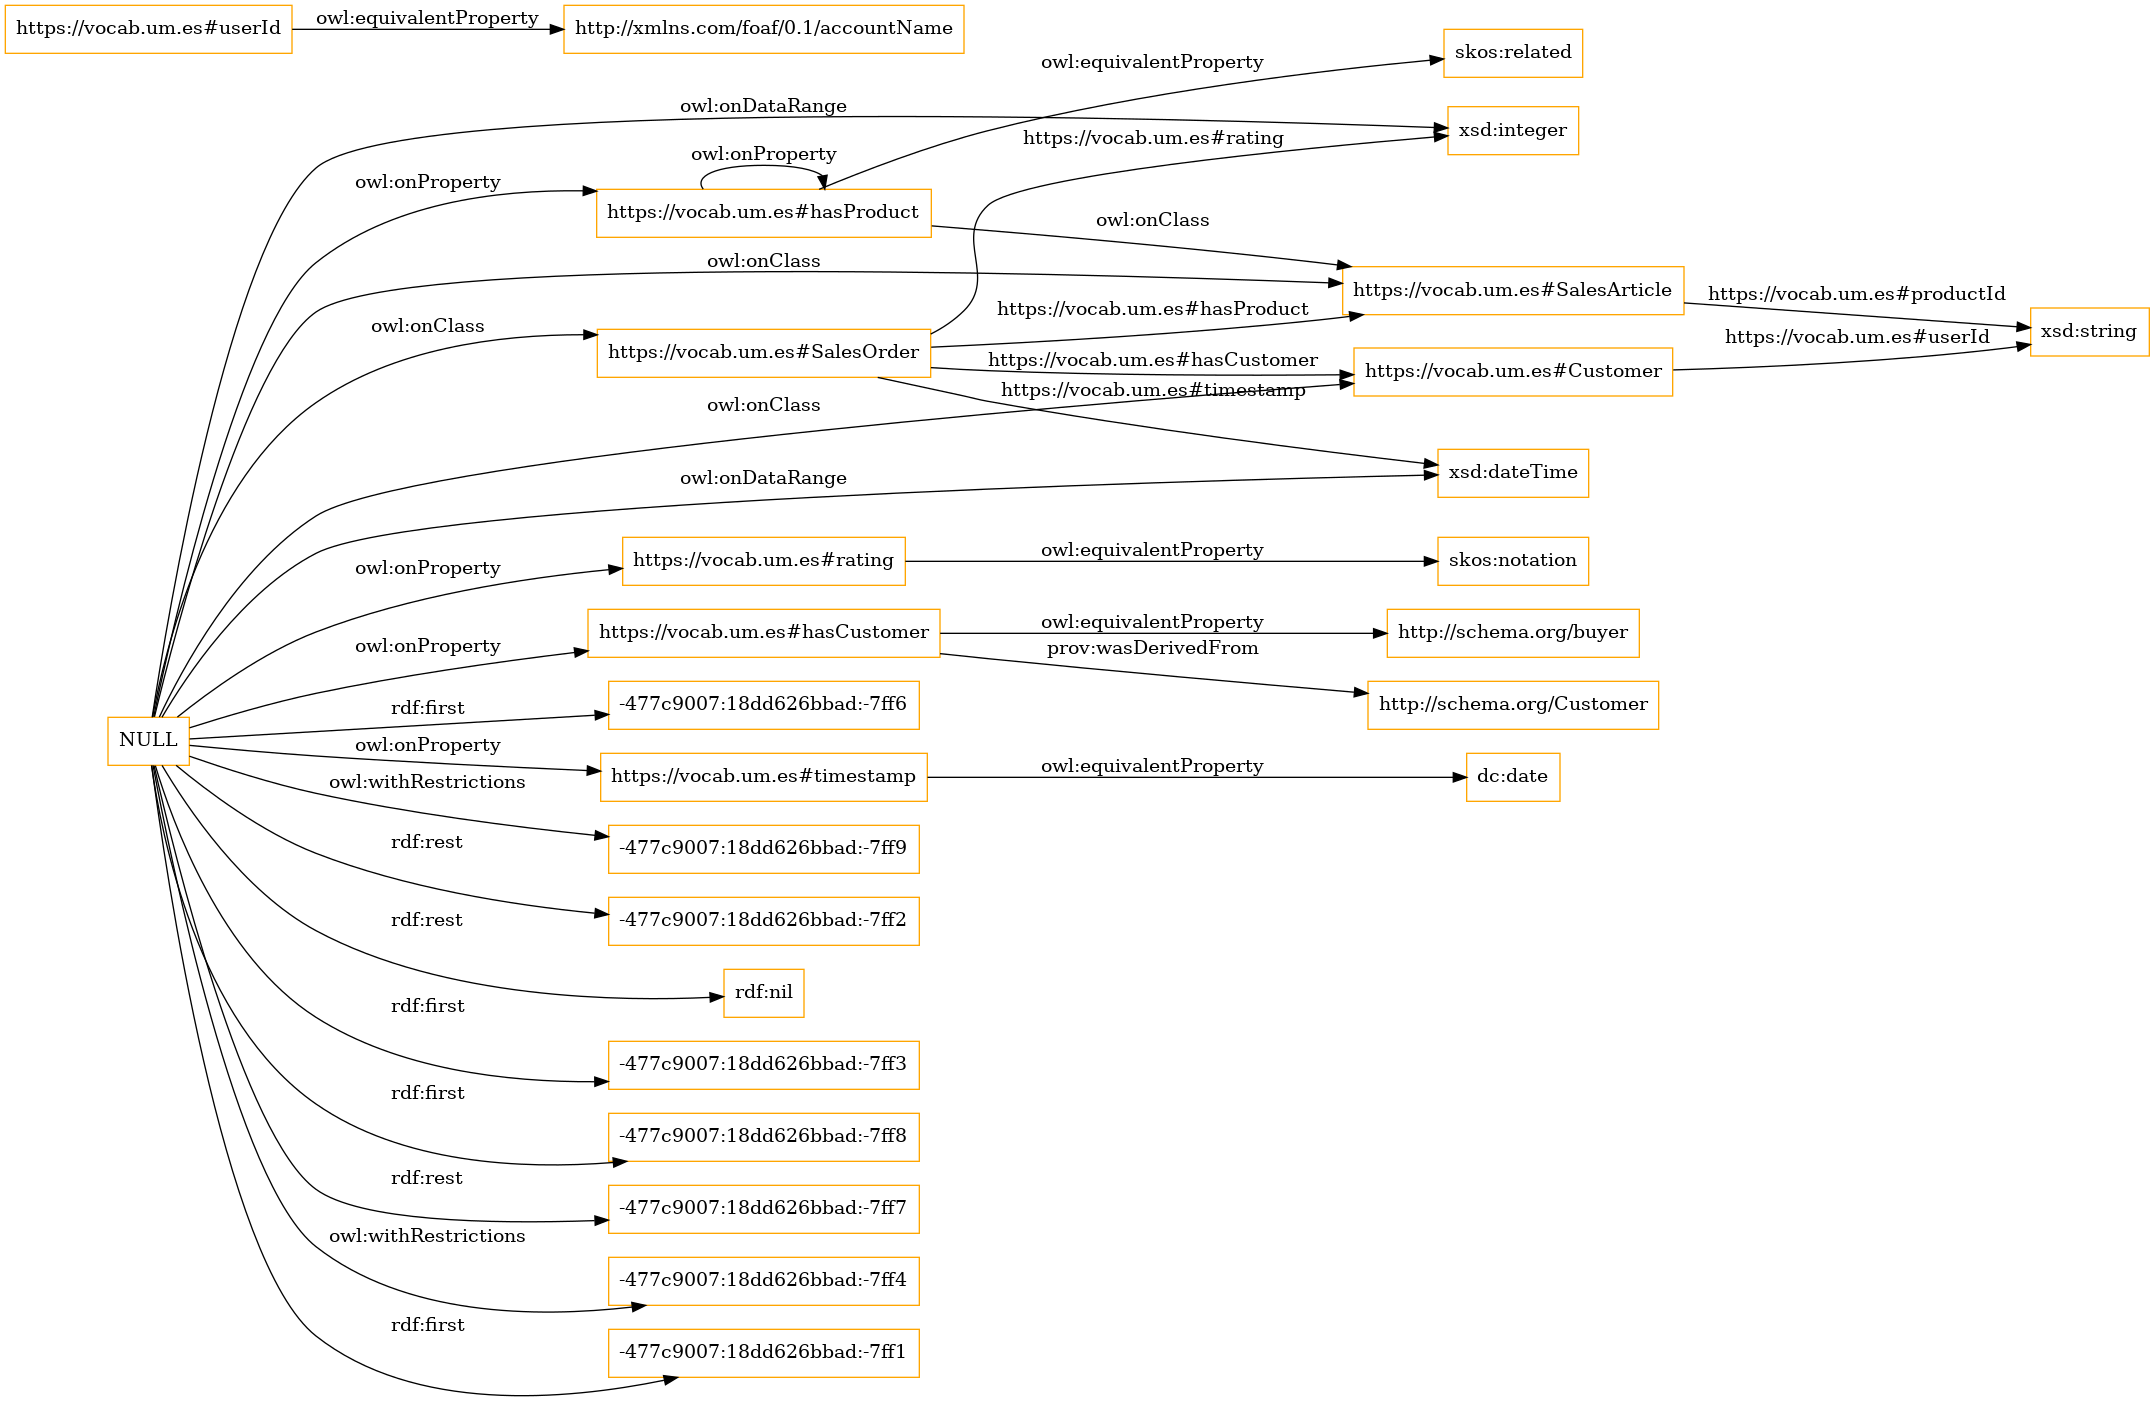 https://vocab.um.es#userId
owl:equivalentProperty
http://xmlns.com/foaf/0.1/accountName
skos:related
owl:equivalentProperty
owl:onDataRange
xsd:integer
https://vocab.um.es#rating
owl:onProperty
owl:onProperty
https://vocab.um.es#hasProduct
owl:onClass
owl:onClass
https://vocab.um.es#SalesArticle
https://vocab.um.es#productId
https://vocab.um.es#hasProduct
owl:onClass
xsd:string
https://vocab.um.es#userId
https://vocab.um.es#SalesOrder
https://vocab.um.es#hasCustomer
https://vocab.um.es#Customer
https://vocab.um.es#timestamp
owl:onClass
xsd:dateTime
owl:onDataRange
owl:onProperty
https://vocab.um.es#rating
owl:equivalentProperty
skos:notation
owl:onProperty
https://vocab.um.es#hasCustomer
owl:equivalentProperty
http://schema.org/buyer
prov:wasDerivedFrom
http://schema.org/Customer
rdf:first
-477c9007:18dd626bbad:-7ff6
NULL
owl:onProperty
https://vocab.um.es#timestamp
owl:equivalentProperty
dc:date
owl:withRestrictions
-477c9007:18dd626bbad:-7ff9
rdf:rest
-477c9007:18dd626bbad:-7ff2
rdf:rest
rdf:nil
rdf:first
-477c9007:18dd626bbad:-7ff3
rdf:first
-477c9007:18dd626bbad:-7ff8
rdf:rest
-477c9007:18dd626bbad:-7ff7
owl:withRestrictions
-477c9007:18dd626bbad:-7ff4
rdf:first
-477c9007:18dd626bbad:-7ff1